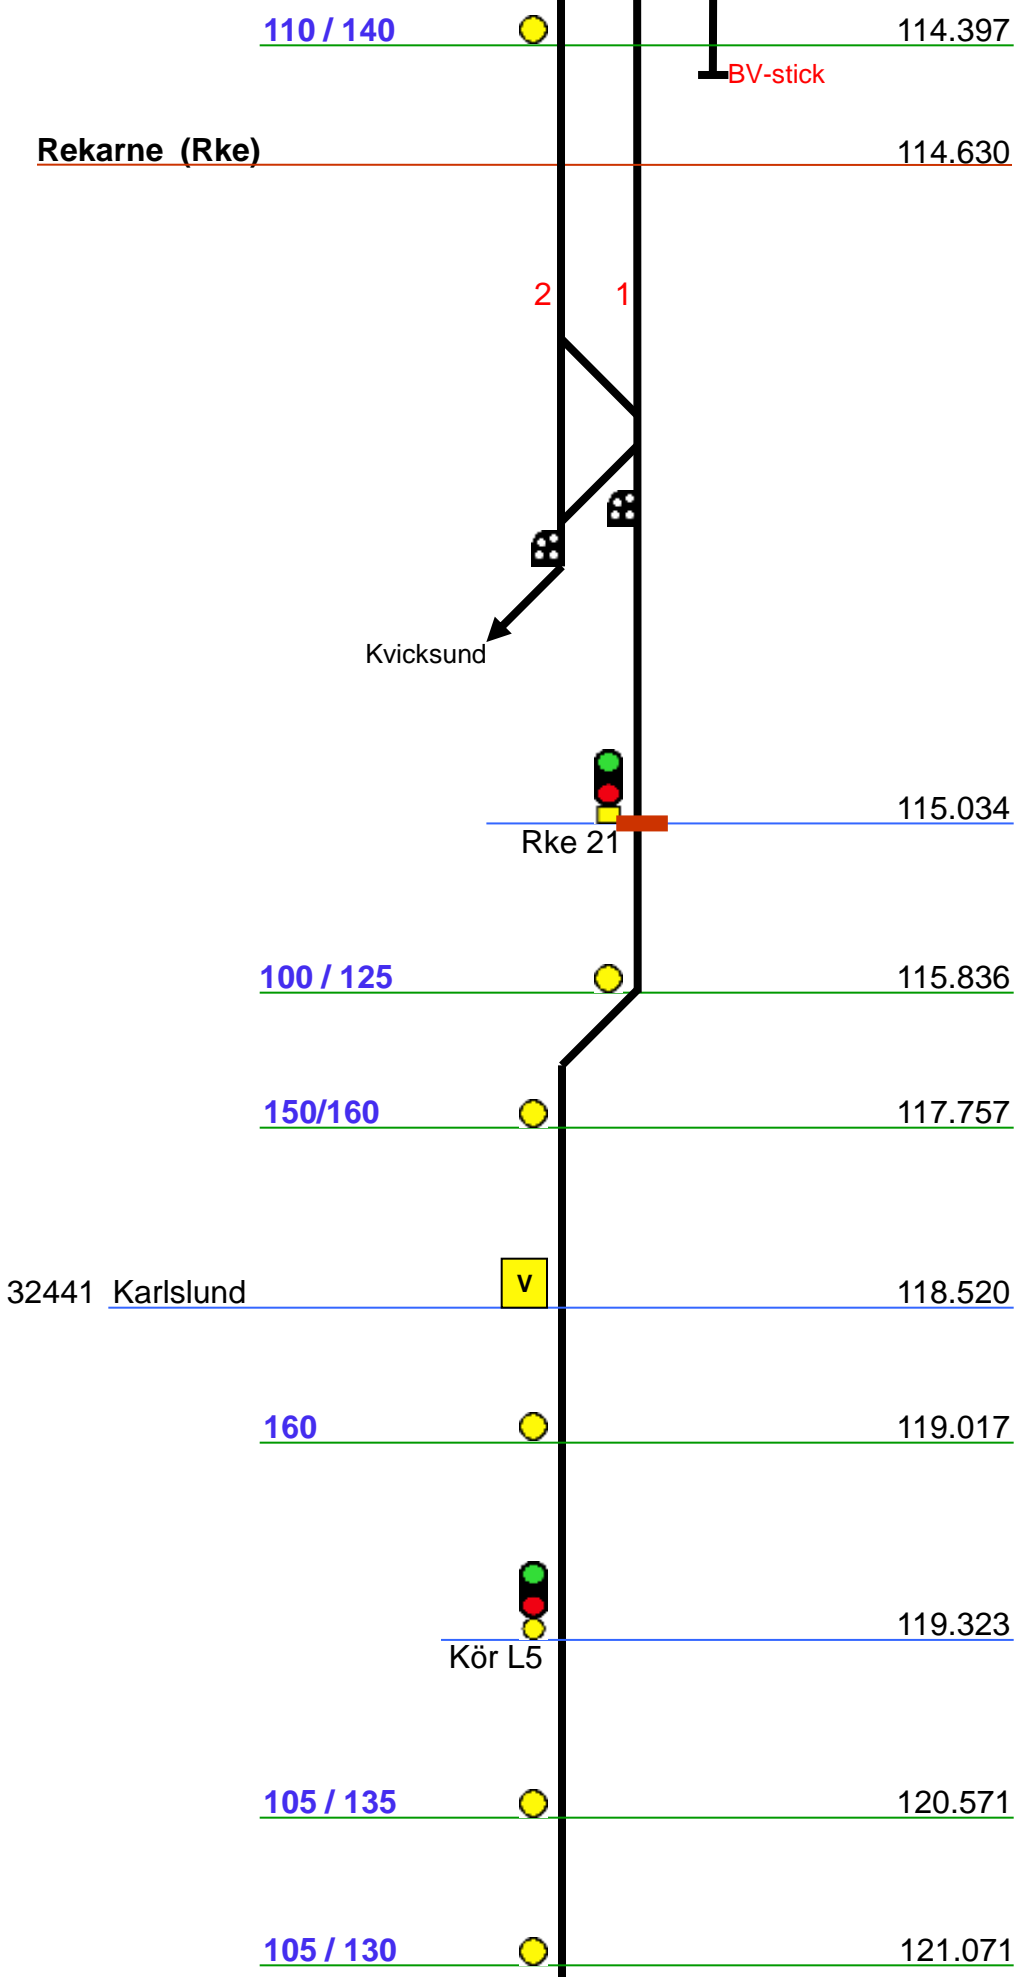 110 / 140 114.397
BV-stick
Rekarne (Rke) 114.630
2 1
Kvicksund
115.034
Rke 21
100 / 125 115.836
150/160 117.757
32441 Karlslund V 118.520
160 119.017
119.323
Kör L5
105 / 135 120.571
105 / 130 121.071